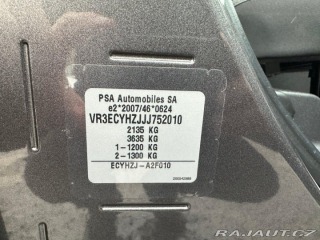 PSA Automobiles SA
e2*2007/46*0624
VR3ECYHZJJJ752010
2135 KG
3635 KG
1-1200 KG
2-1300 KG
ECYHZJ-A2F010
RAJAUT.CZ